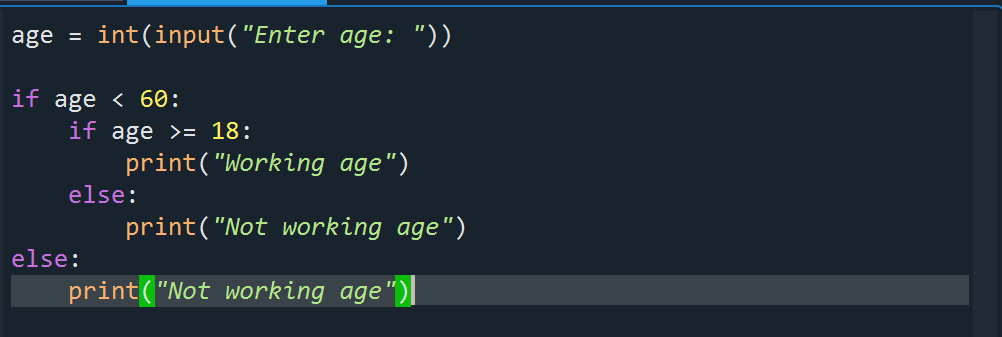 age = int(input("Enter age: "))

if age < 60:
    if age >= 18:
        print("Working age")
    else:
        print("Not working age")
else:
    print("Not working age")